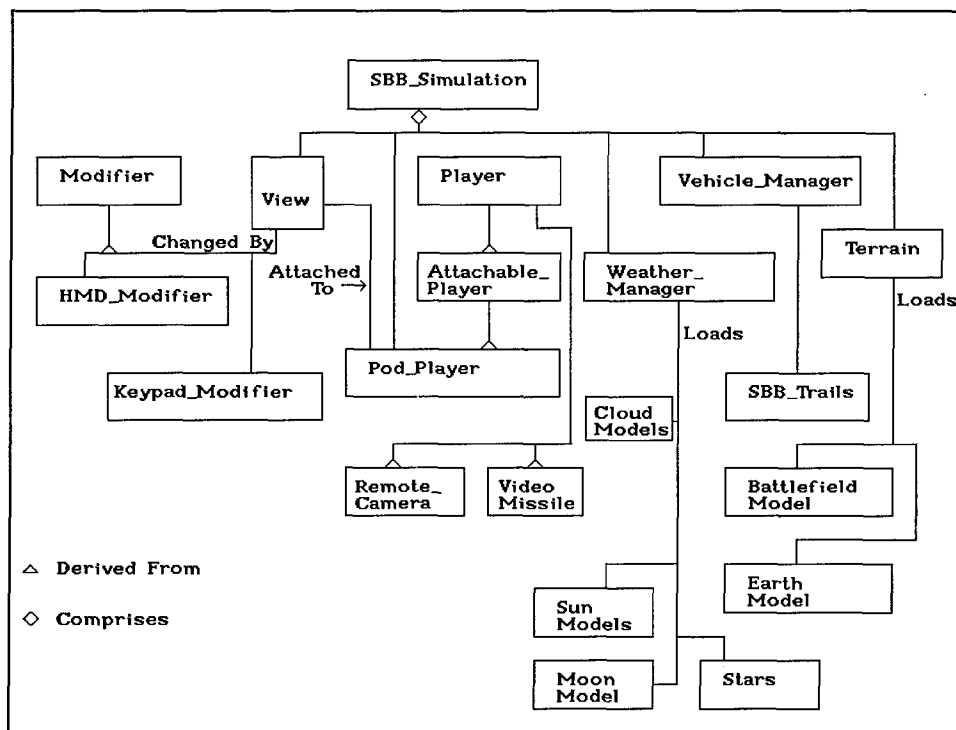 SBB_Simulation
Modifier
View
Player
Vehicle_Manager
Changed By
Terrain
Attached
To
Attachable_
Player
Weather_
Manager
HMD_Modifier
Loads
Loads
Pod_Player
Keypad_Modifier
SBB_Trails
Cloud
Models
Remote_
Camera
Video
Missile
Battlefield
Model
Derived From
Earth
Model
Comprises
Sun
Models
Moon
Model
Stars